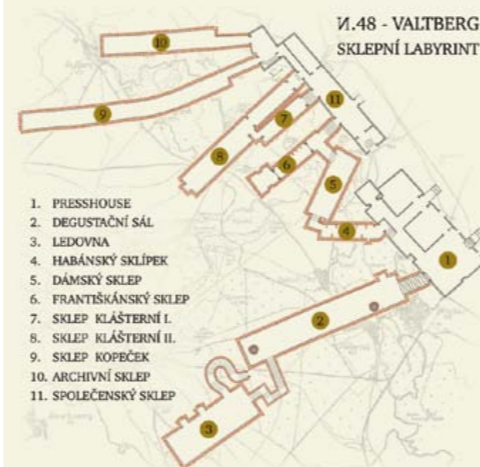 И.48 - VALTBERG
SKLEPNÍ LABYRINT
10
9
8
7
11
6
5
4
1
2
3
1. PRESSHOUSE
2. DEGUSTAČNÍ SÁL
3. LEDOVNA
4. HABÁNSKÝ SKLÍPEK
5. DÁMSKÝ SKLEP
6. FRANTIŠKÁNSKÝ SKLEP
7. SKLEP KLÁŠTERNÍ I.
8. SKLEP KLÁŠTERNÍ II.
9. SKLEP KOPEČEK
10. ARCHIVNÍ SKLEP
11. SPOLEČENSKÝ SKLEP